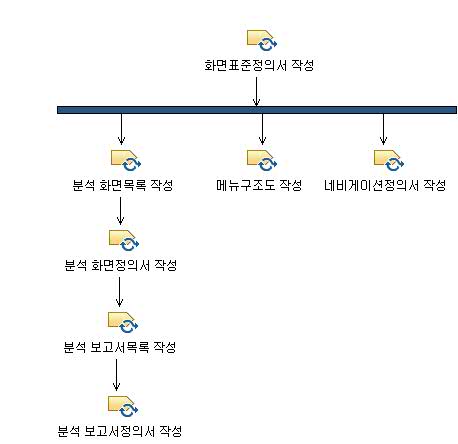 화면표준정의서 작성
분석 화면목록 작성
메뉴구조도 작성
네비게이션정의서 작성
분석 화면정의서 작성
분석 보고서목록 작성
분석 보고서정의서 작성